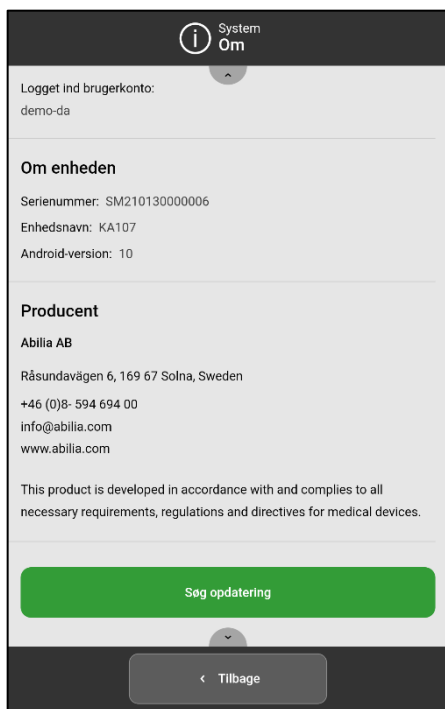 System
Om
Logget ind brugerkonto:
demo-da
Om enheden
Serienummer: SM210130000006
Enhedsnavn: KA107
Android-version: 10
Producent
Abilia AB
Råsundavägen 6, 169 67 Solna, Sweden
+46 (0)8- 594 694 00
info@abilia.com
www.abilia.com
This product is developed in accordance with and complies to all
necessary requirements, regulations and directives for medical devices.
Søg opdatering
Tilbage